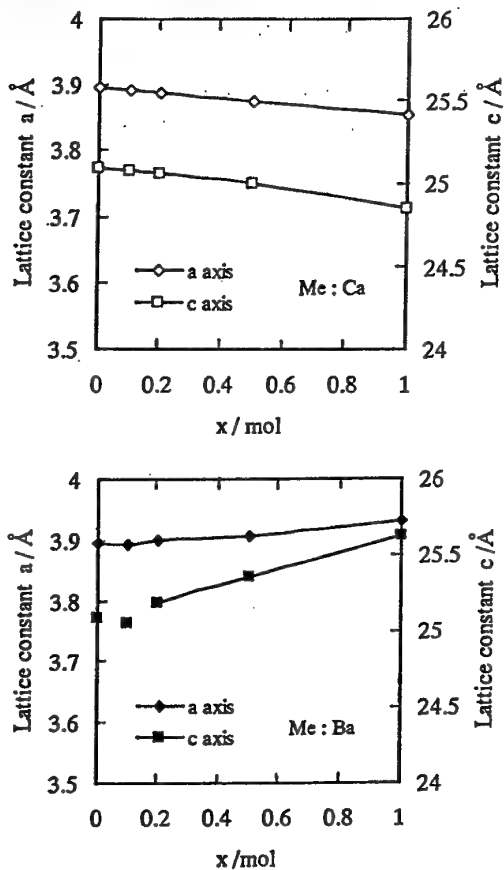 4
3.9
3.8
3.7
3.6
3.5
Lattice constant a / Å
26
25.5
25
24.5
24
Lattice constant c / Å
a axis
c axis
Me : Ca
0 0.2 0.4 0.6 0.8 1
x / mol
4
3.9
3.8
3.7
3.6
3.5
Lattice constant a / Å
26
25.5
25
24.5
24
Lattice constant c /Å
a axis
c axis
Me : Ba
0 0.2 0.4 0.6 0.8 1
x / mol